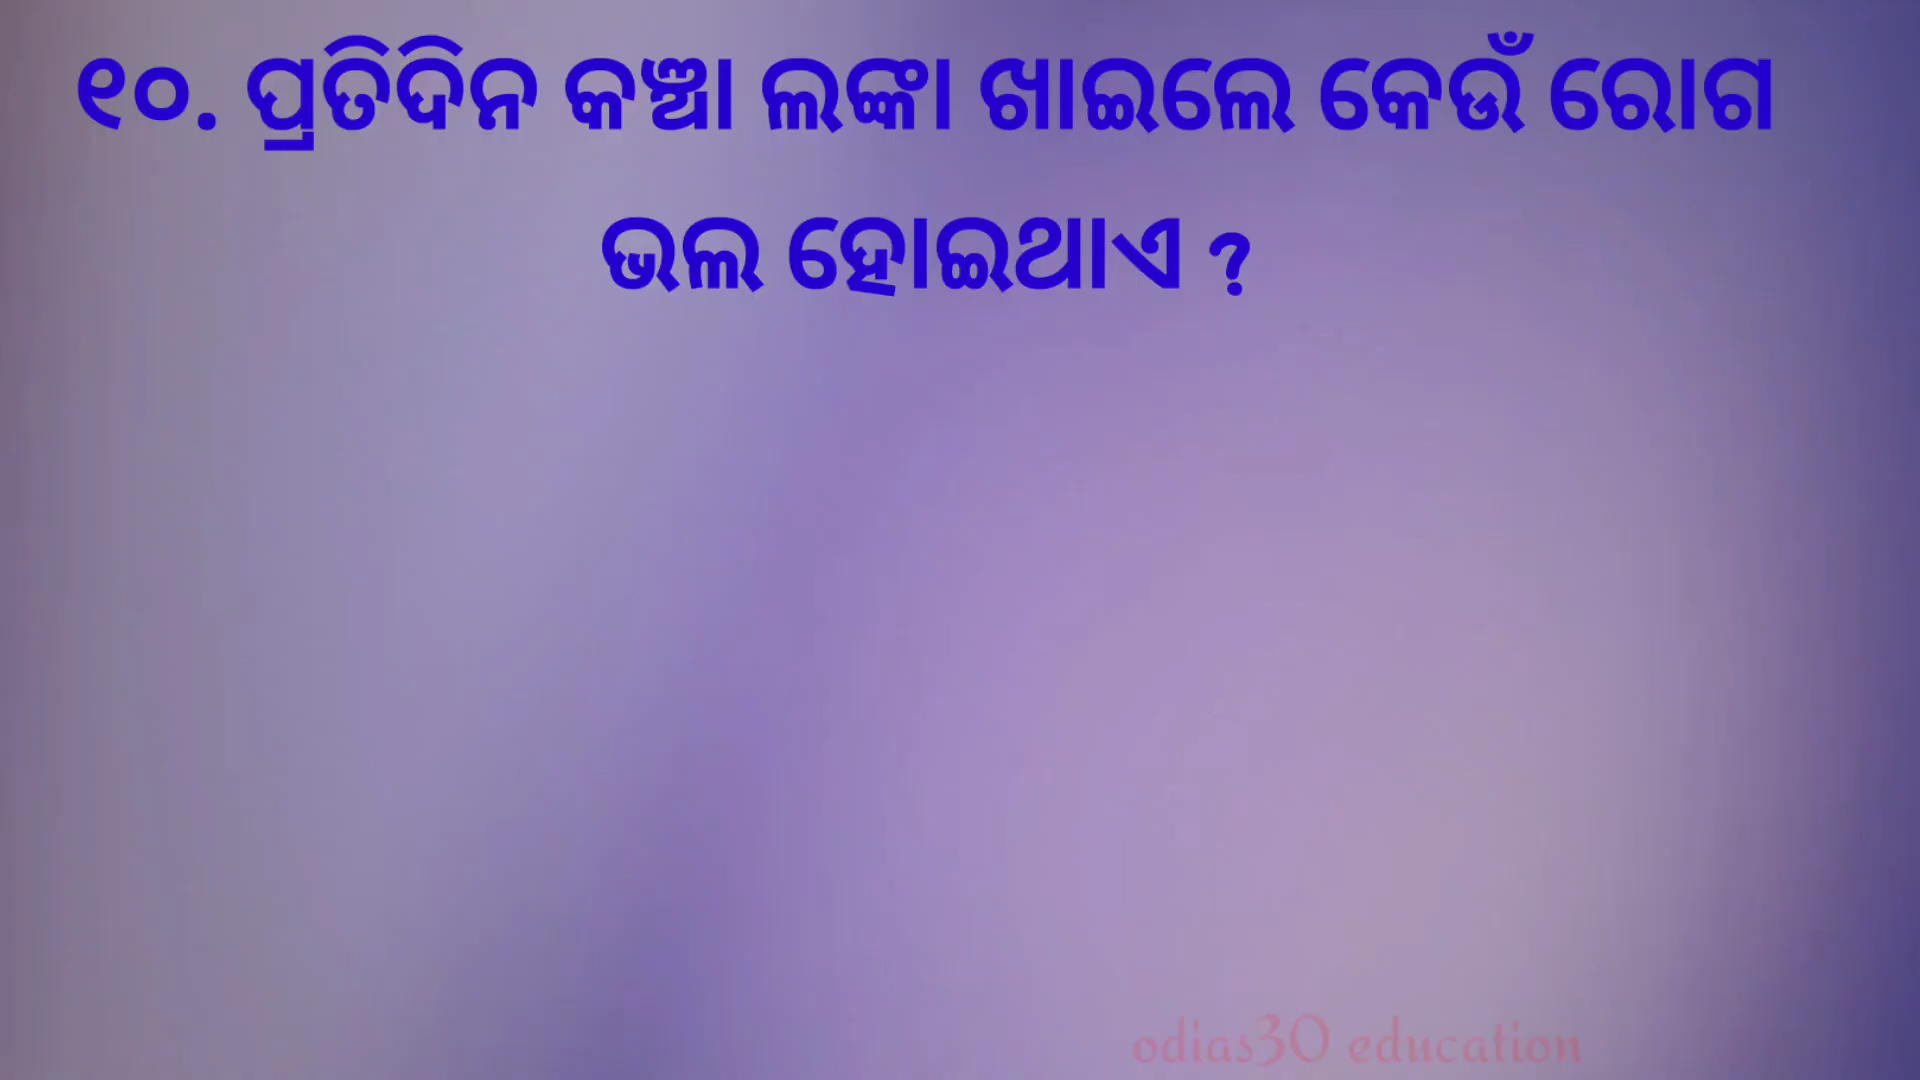 ୧୦. ପ୍ରତିଦିନ କଞ୍ଚା ଲଙ୍କା ଖାଇଲେ କେଉଁ ରୋଗ
ଭଲ ହୋଇଥାଏ ?
odias30 education